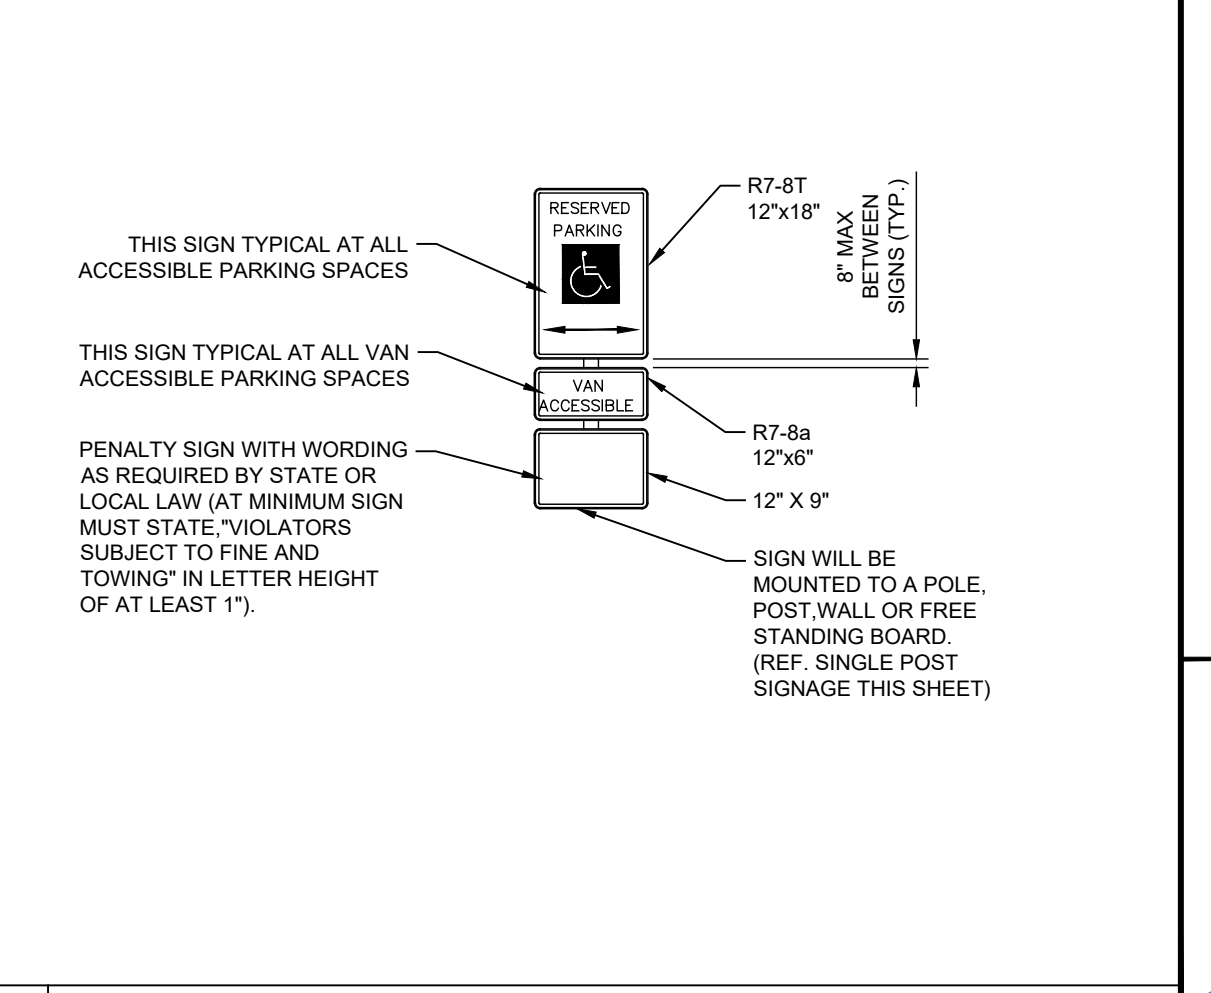 RESERVED
PARKING
VAN
ACCESSIBLE
THIS SIGN TYPICAL AT ALL
ACCESSIBLE PARKING SPACES
THIS SIGN TYPICAL AT ALL VAN
ACCESSIBLE PARKING SPACES
PENALTY SIGN WITH WORDING
AS REQUIRED BY STATE OR
LOCAL LAW (AT MINIMUM SIGN
MUST STATE,"VIOLATORS
SUBJECT TO FINE AND
TOWING" IN LETTER HEIGHT
OF AT LEAST 1").
R7-8T
12"x18"
8" MAX
BETWEEN
SIGNS (TYP.)
R7-8a
12"x6"
12" X 9"
SIGN WILL BE
MOUNTED TO A POLE,
POST,WALL OR FREE
STANDING BOARD.
(REF. SINGLE POST
SIGNAGE THIS SHEET)